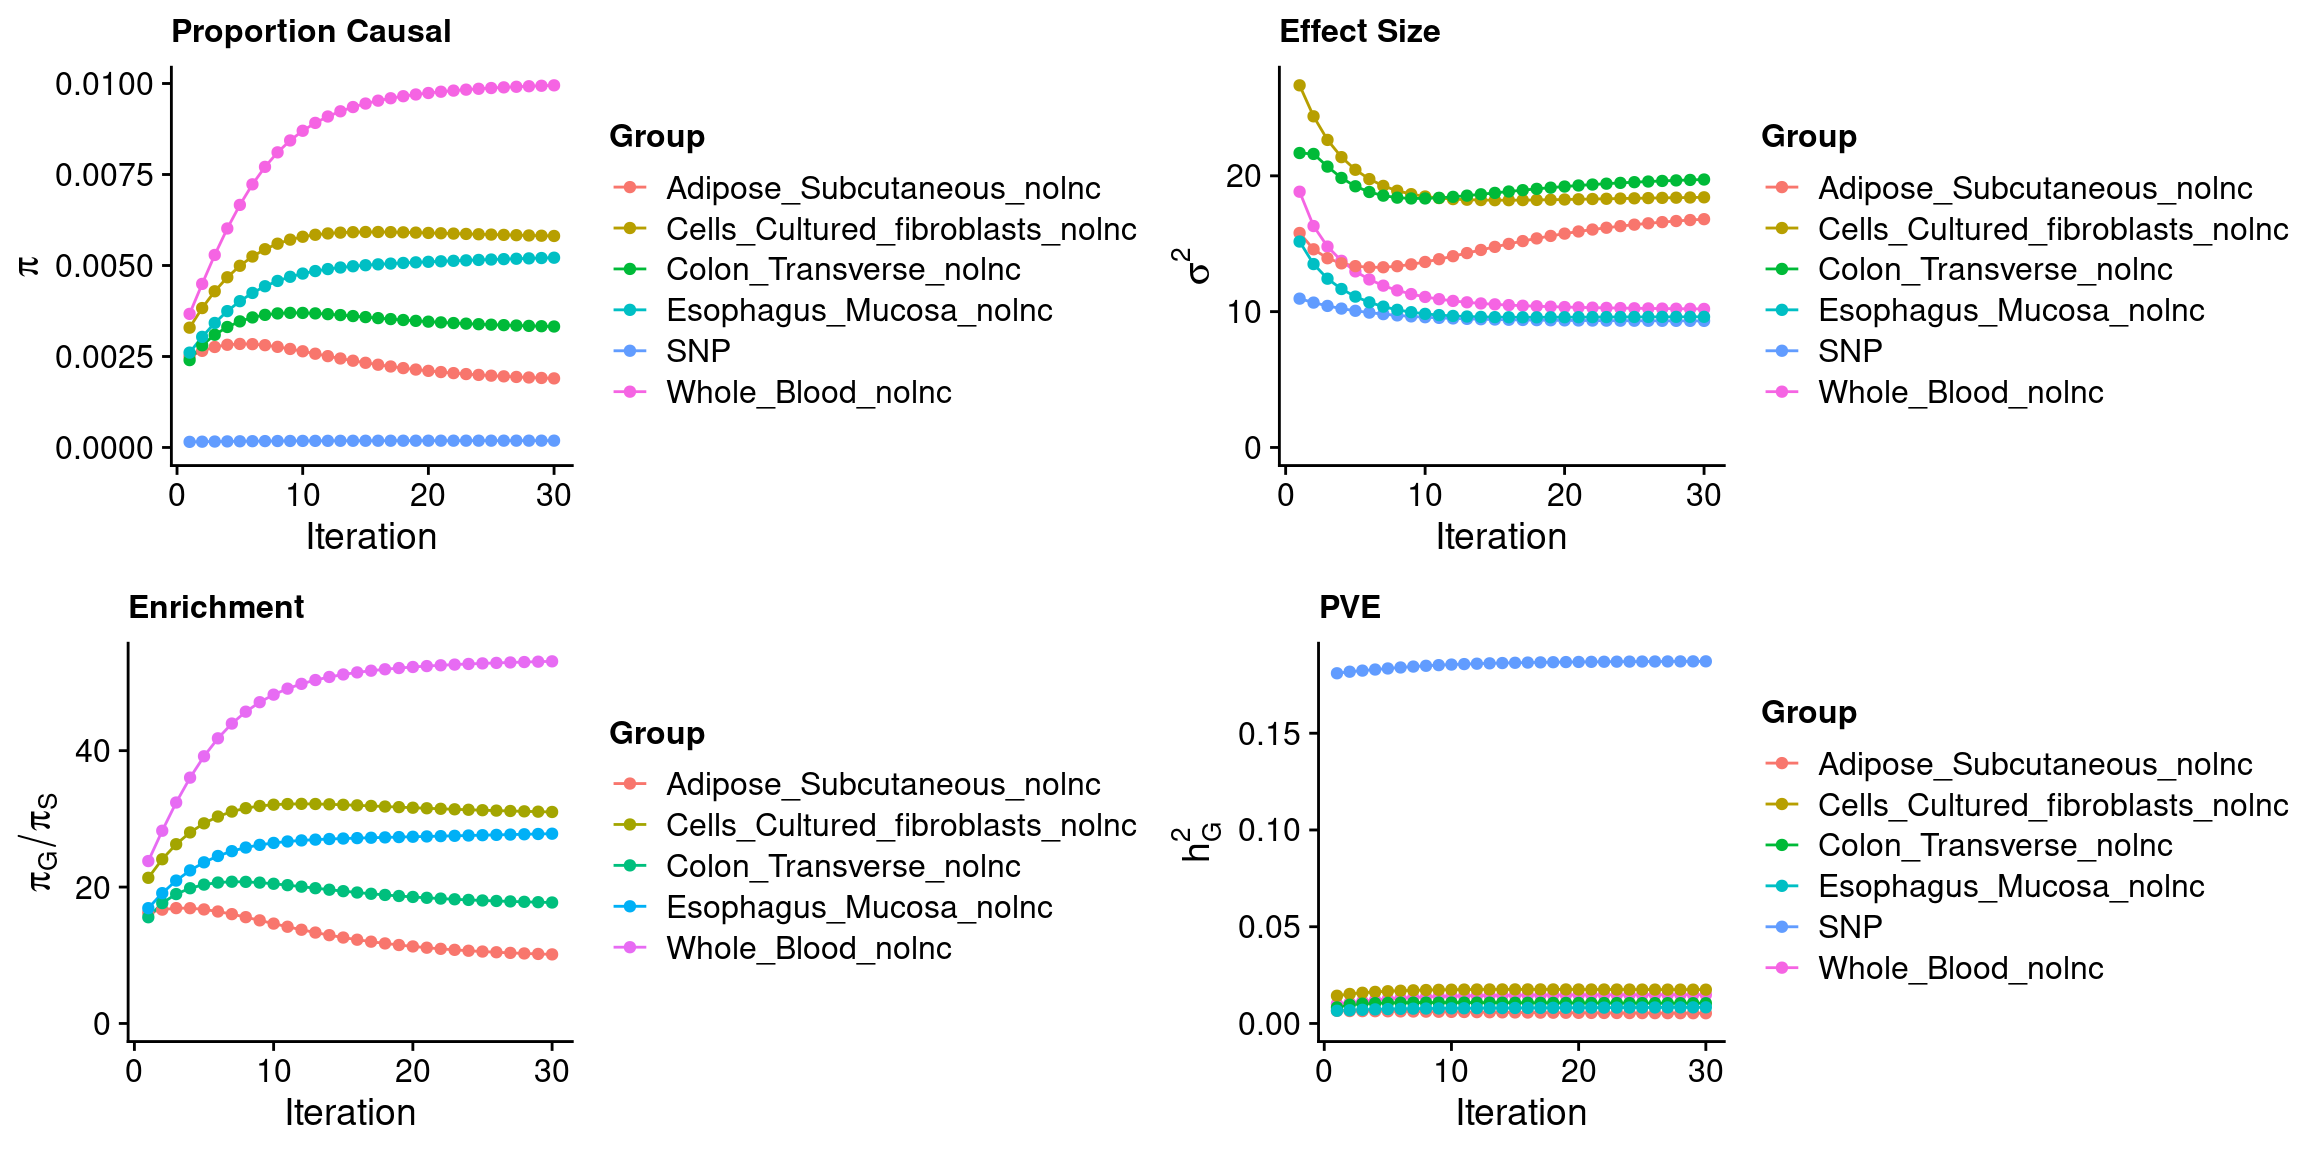 Proportion Causal
π
0.0100
0.0075
0.0050
0.0025
0.0000
0 10 20 30
Iteration
Group
Adipose_Subcutaneous_nolnc
Cells_Cultured_fibroblasts_nolnc
Colon_Transverse_nolnc
Esophagus_Mucosa_nolnc
SNP
Whole_Blood_nolnc
Effect Size
σ²
20
10
0
0 10 20 30
Iteration
Group
Adipose_Subcutaneous_nolnc
Cells_Cultured_fibroblasts_nolnc
Colon_Transverse_nolnc
Esophagus_Mucosa_nolnc
SNP
Whole_Blood_nolnc
Enrichment
π_G/π_S
40
20
0
0 10 20 30
Iteration
Group
Adipose_Subcutaneous_nolnc
Cells_Cultured_fibroblasts_nolnc
Colon_Transverse_nolnc
Esophagus_Mucosa_nolnc
Whole_Blood_nolnc
PVE
h²_G
0.15
0.10
0.05
0.00
0 10 20 30
Iteration
Group
Adipose_Subcutaneous_nolnc
Cells_Cultured_fibroblasts_nolnc
Colon_Transverse_nolnc
Esophagus_Mucosa_nolnc
SNP
Whole_Blood_nolnc